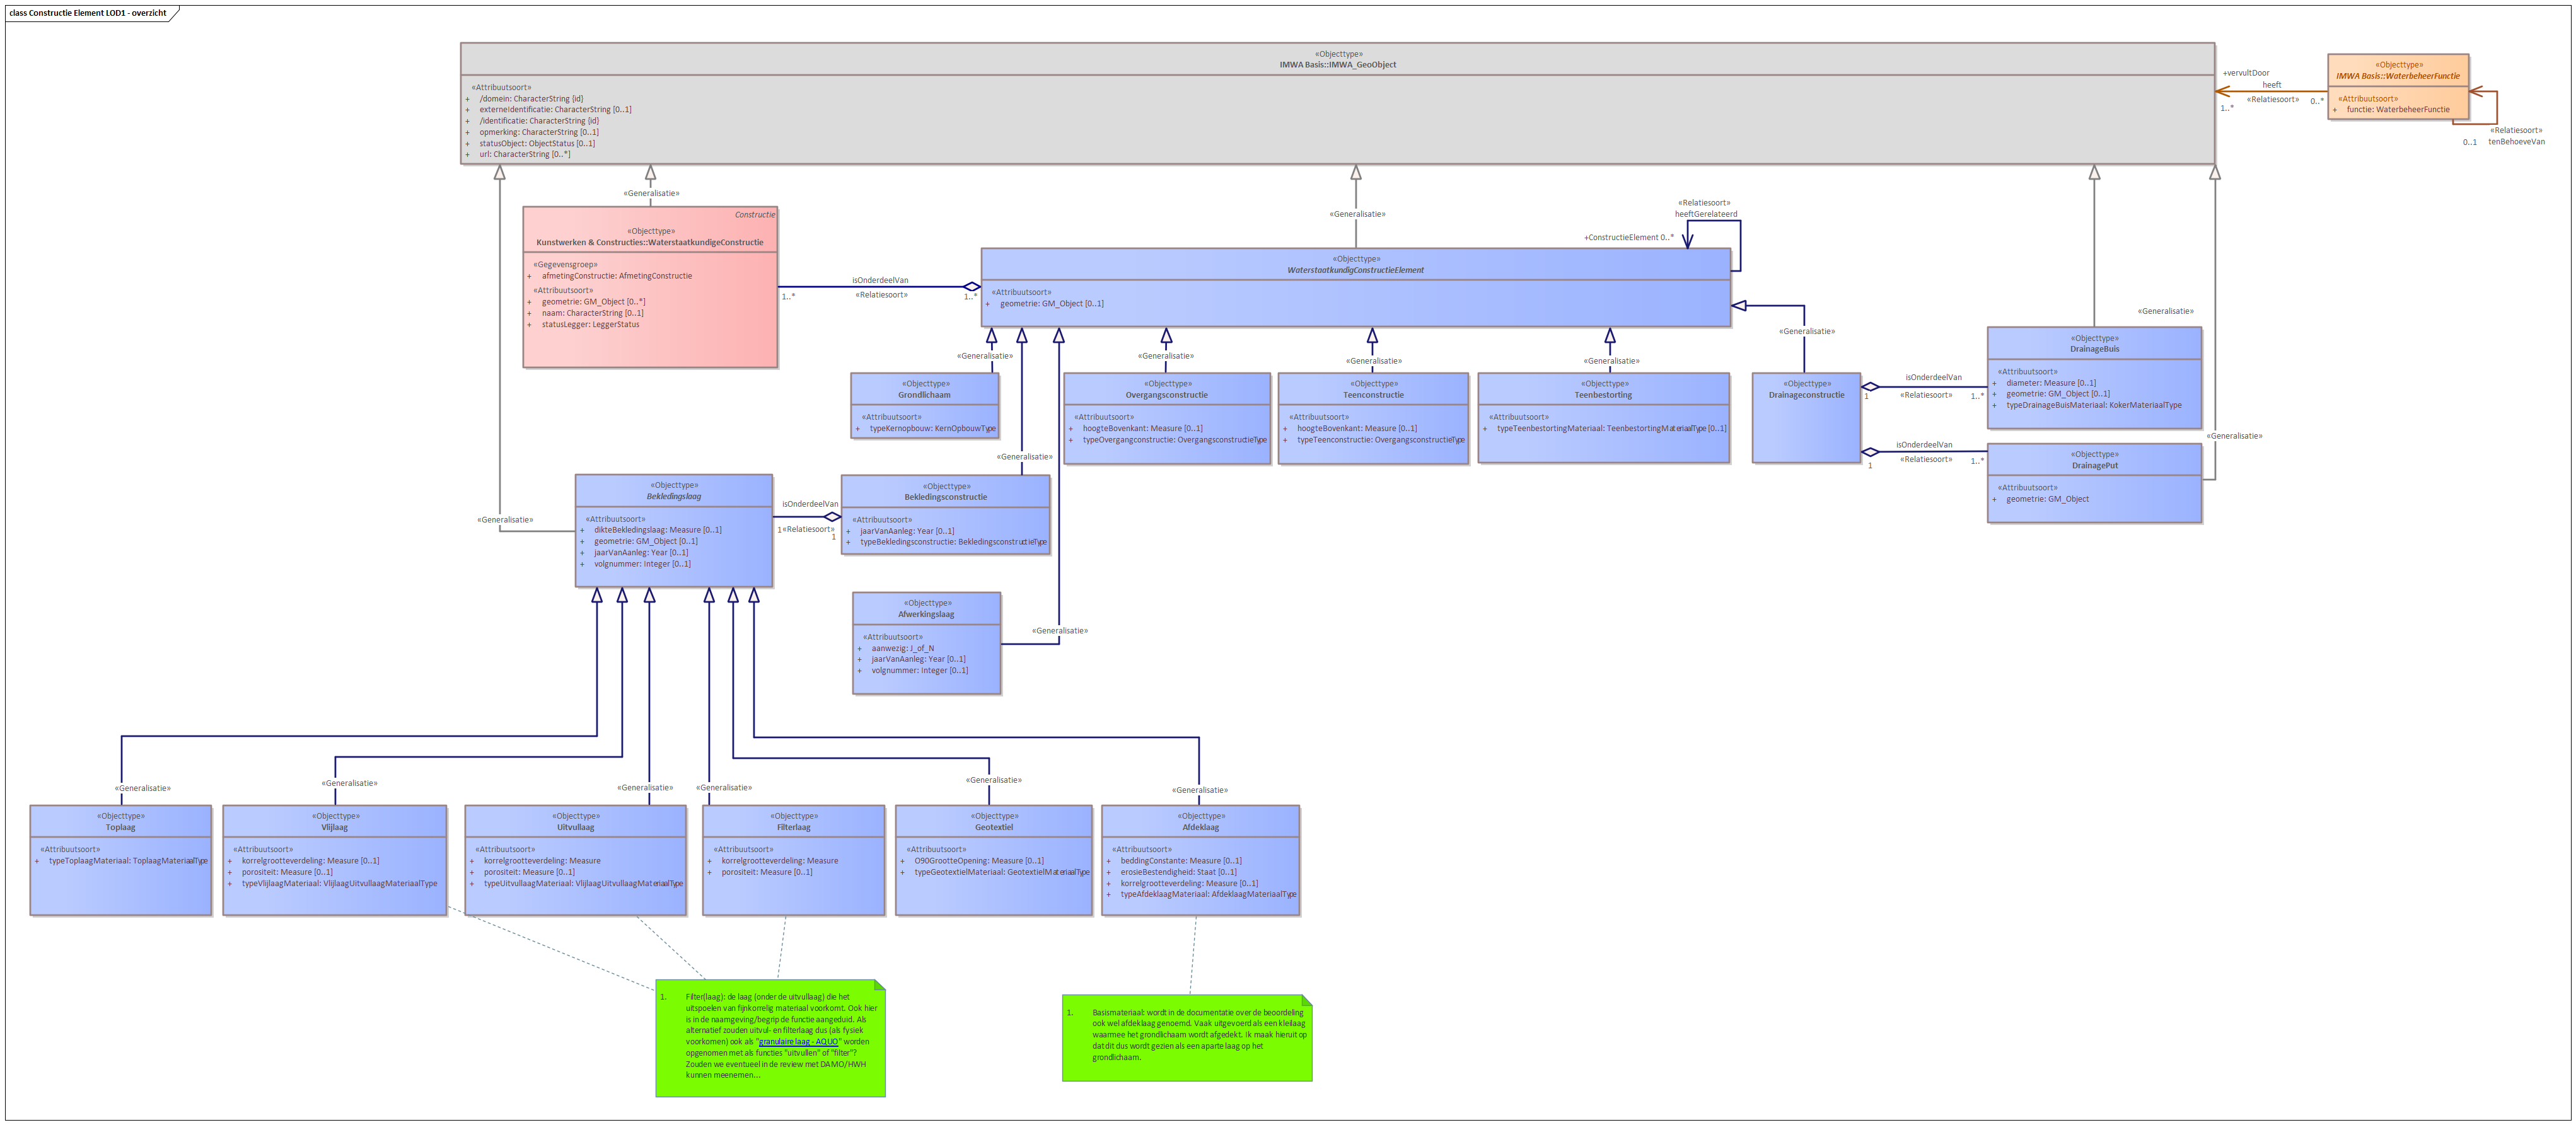 class Constructie Element LOD1 - overzicht
«Objecttype»
IMWA Basis::IMWA_GeoObject
«Attribuutsoort»
+ /domein: CharacterString {id}
+ externeIdentificatie: CharacterString [0..1]
+ /identificatie: CharacterString {id}
+ opmerking: CharacterString [0..1]
+ statusObject: ObjectStatus [0..1]
+ url: CharacterString [0..*]
+vervultDoor
heeft
«Relatiesoort»
0..*
1..*
«Objecttype»
IMWA Basis::WaterbeheerFunctie
«Attribuutsoort»
+ functie: WaterbeheerFunctie
«Relatiesoort»
0..1 tenBehoeveVan
«Generalisatie»
Constructie
«Objecttype»
Kunstwerken & Constructies::WaterstaatkundigeConstructie
«Gegevensgroep»
+ afmetingConstructie: AfmetingConstructie
«Attribuutsoort»
+ geometrie: GM_Object [0..*]
+ naam: CharacterString [0..1]
+ statusLegger: LeggerStatus
isOnderdeelVan
1..* «Relatiesoort» 1..*
«Generalisatie»
«Relatiesoort»
heeftGerelateerd
+ConstructieElement 0..*
«Objecttype»
WaterstaatkundigConstructieElement
«Attribuutsoort»
+ geometrie: GM_Object [0..1]
«Generalisatie»
«Generalisatie»
«Generalisatie»
«Generalisatie»
«Generalisatie»
«Generalisatie»
«Objecttype»
Grondlichaam
«Attribuutsoort»
+ typeKernopbouw: KernOpbouwType
«Objecttype»
Overgangsconstructie
«Attribuutsoort»
+ hoogteBovenkant: Measure [0..1]
+ typeOvergangconstructie: OvergangsconstructieType
«Objecttype»
Teenconstructie
«Attribuutsoort»
+ hoogteBovenkant: Measure [0..1]
+ typeTeenconstructie: OvergangsconstructieType
«Objecttype»
Teenbestorting
«Attribuutsoort»
+ typeTeenbestortingMateriaal: TeenbestortingMateriaalType [0..1]
«Objecttype»
Drainageconstructie
isOnderdeelVan
1 «Relatiesoort» 1..*
«Objecttype»
DrainageBuis
«Attribuutsoort»
+ diameter: Measure [0..1]
+ geometrie: GM_Object [0..1]
+ typeDrainageBuisMateriaal: KokerMateriaalType
«Generalisatie»
isOnderdeelVan
1 «Relatiesoort» 1..*
«Objecttype»
DrainagePut
«Attribuutsoort»
+ geometrie: GM_Object
«Generalisatie»
«Generalisatie»
«Objecttype»
Bekledingslaag
«Attribuutsoort»
+ dikteBekledingslaag: Measure [0..1]
+ geometrie: GM_Object [0..1]
+ jaarVanAanleg: Year [0..1]
+ volgnummer: Integer [0..1]
isOnderdeelVan
1 «Relatiesoort»
1
«Objecttype»
Bekledingsconstructie
«Attribuutsoort»
+ jaarVanAanleg: Year [0..1]
+ typeBekledingsconstructie: BekledingsconstructieType
«Objecttype»
Afwerkingslaag
«Attribuutsoort»
+ aanwezig: J_of_N
+ jaarVanAanleg: Year [0..1]
+ volgnummer: Integer [0..1]
«Generalisatie»
«Generalisatie»
«Generalisatie»
«Generalisatie»
«Generalisatie»
«Generalisatie»
«Generalisatie»
«Objecttype»
Toplaag
«Attribuutsoort»
+ typeToplaagMateriaal: ToplaagMateriaalType
«Objecttype»
Vlijlaag
«Attribuutsoort»
+ korrelgrootteverdeling: Measure [0..1]
+ porositeit: Measure [0..1]
+ typeVlijlaagMateriaal: VlijlaagUitvullaagMateriaalType
«Objecttype»
Uitvullaag
«Attribuutsoort»
+ korrelgrootteverdeling: Measure
+ porositeit: Measure [0..1]
+ typeUitvullaagMateriaal: VlijlaagUitvullaagMateriaalType
«Objecttype»
Filterlaag
«Attribuutsoort»
+ korrelgrootteverdeling: Measure
+ porositeit: Measure [0..1]
«Objecttype»
Geotextiel
«Attribuutsoort»
+ O90GrootteOpening: Measure [0..1]
+ typeGeotextielMateriaal: GeotextielMateriaalType
«Objecttype»
Afdeklaag
«Attribuutsoort»
+ beddingConstante: Measure [0..1]
+ erosieBestendigheid: Staat [0..1]
+ korrelgrootteverdeling: Measure [0..1]
+ typeAfdeklaagMateriaal: AfdeklaagMateriaalType
1. Filter(laag): de laag (onder de uitvullaag) die het
uitspoelen van fijnkorrelig materiaal voorkomt. Ook hier
is in de naamgeving/begrip de functie aangeduid. Als
alternatief zouden uitvul- en filterlaag dus (als fysiek
voorkomen) ook als "granulaire laag - AQUO" worden
opgenomen met als functies "uitvullen" of "filter"?
Zouden we eventueel in de review met DAMO/HWH
kunnen meenemen...
1. Basismateriaal: wordt in de documentatie over de beoordeling
ook wel afdeklaag genoemd. Vaak uitgevoerd als een kleilaag
waarmee het grondlichaam wordt afgedekt. Ik maak hieruit op
dat dit dus wordt gezien als een aparte laag op het
grondlichaam.